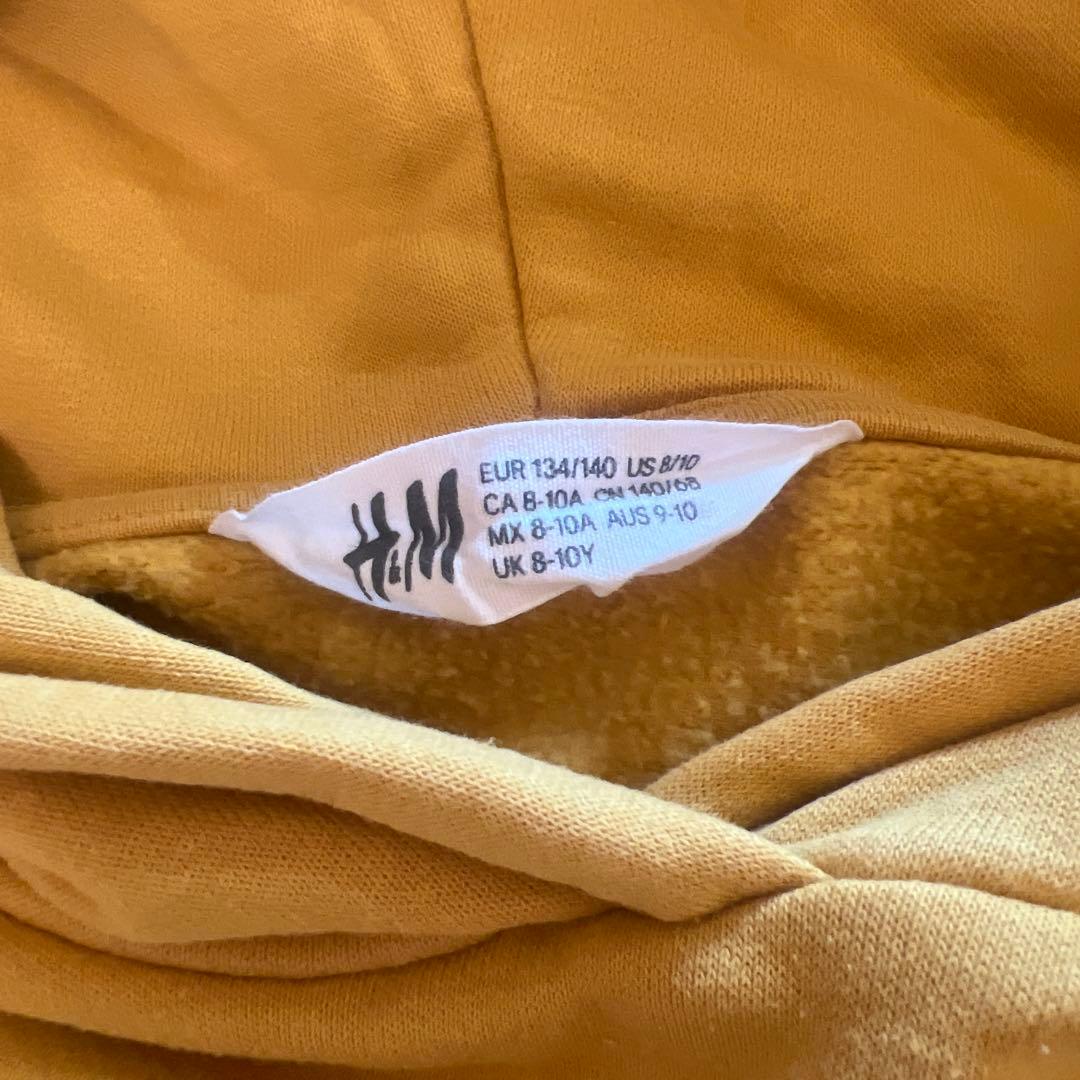 H&M
EUR 134/140 US 8/10
CA 8-10A CN 140/68
MX 8-10A AUS 9-10
UK 8-10Y